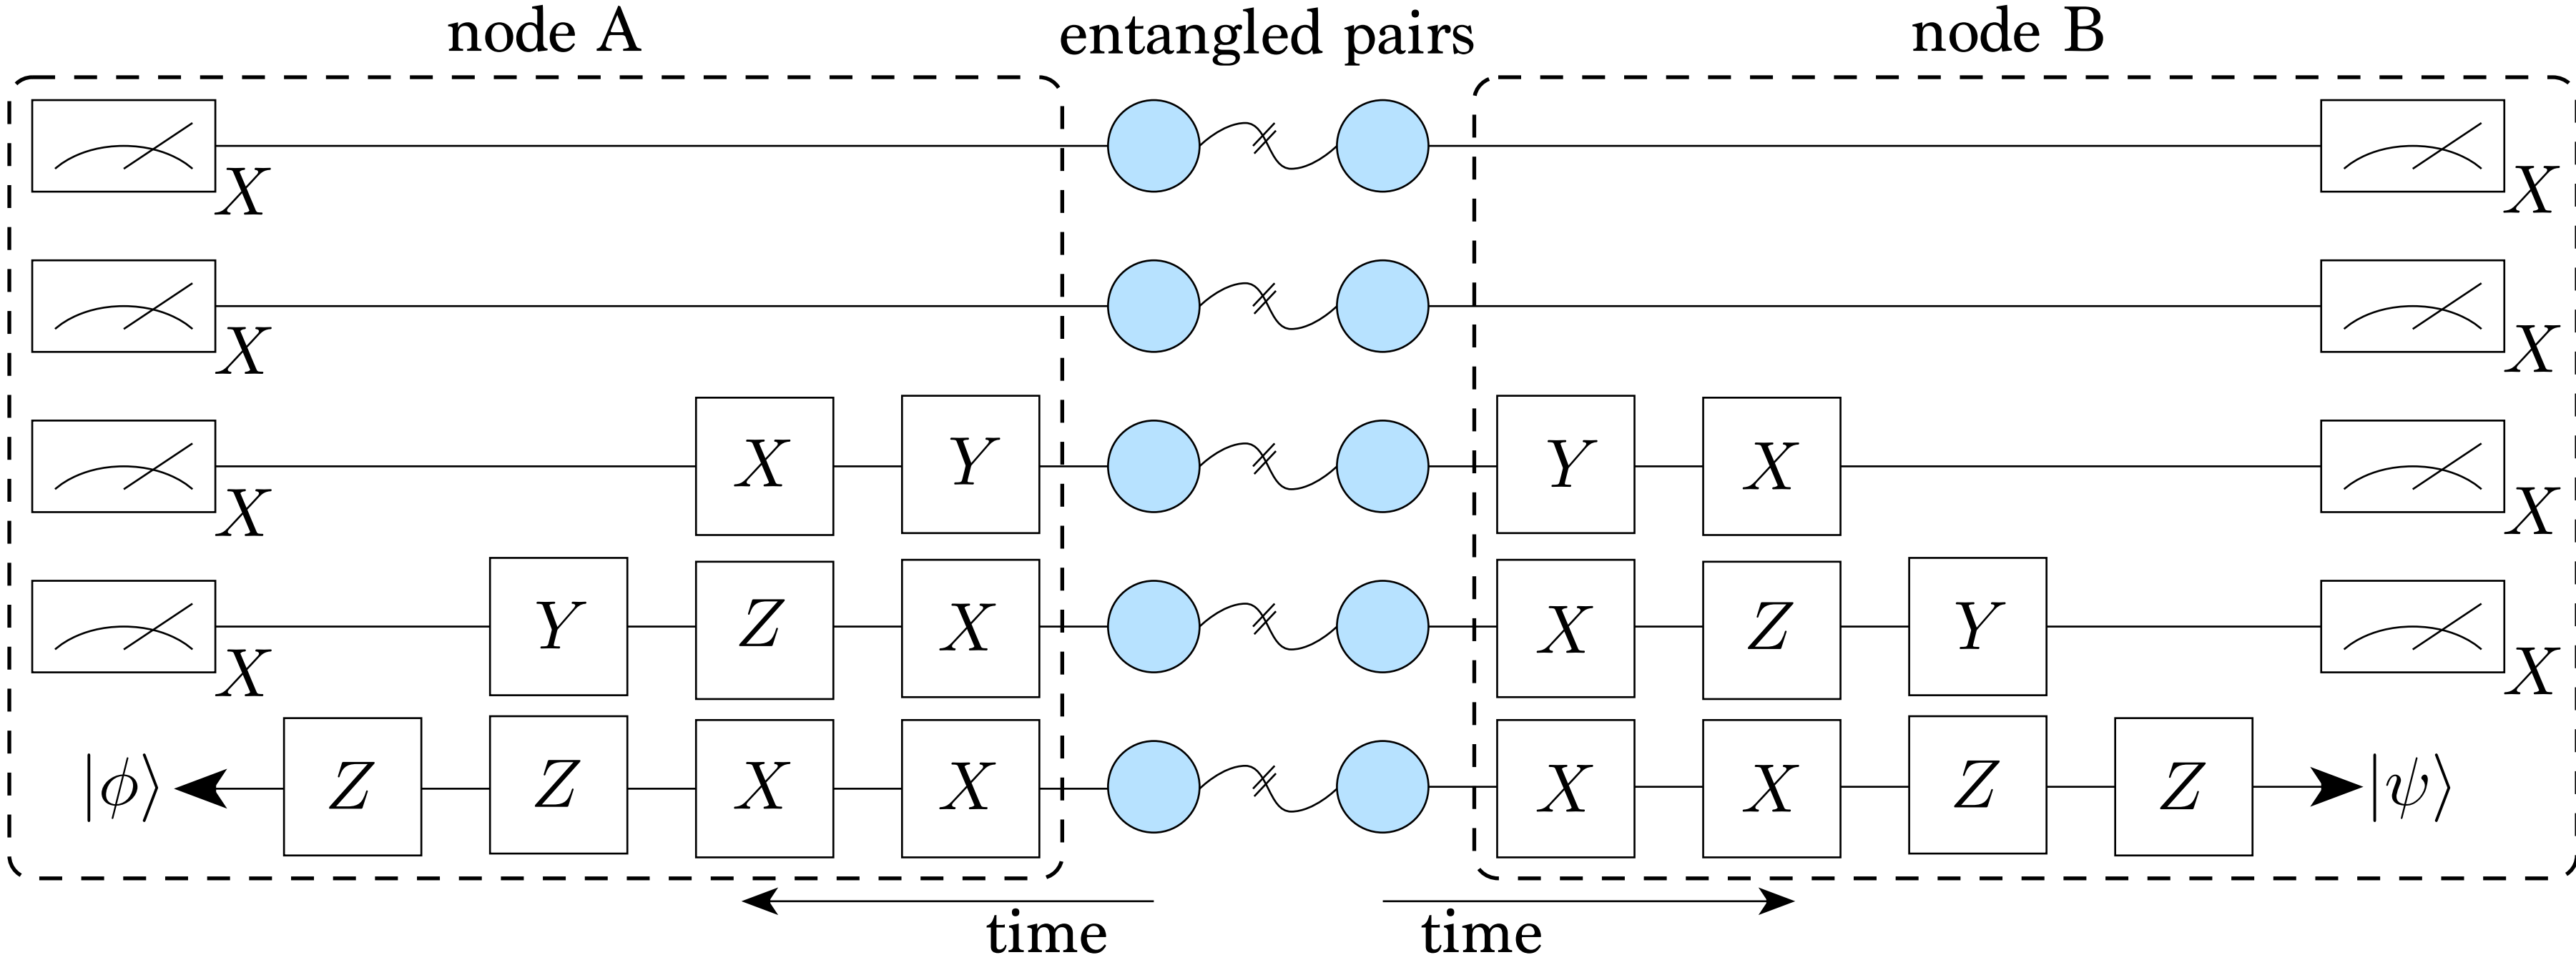 node A entangled pairs node B
X X
X X
X Y Y X
X X
Y Z X X Z Y
X X
|ϕ⟩ Z Z X X X X Z Z |ψ⟩
time time